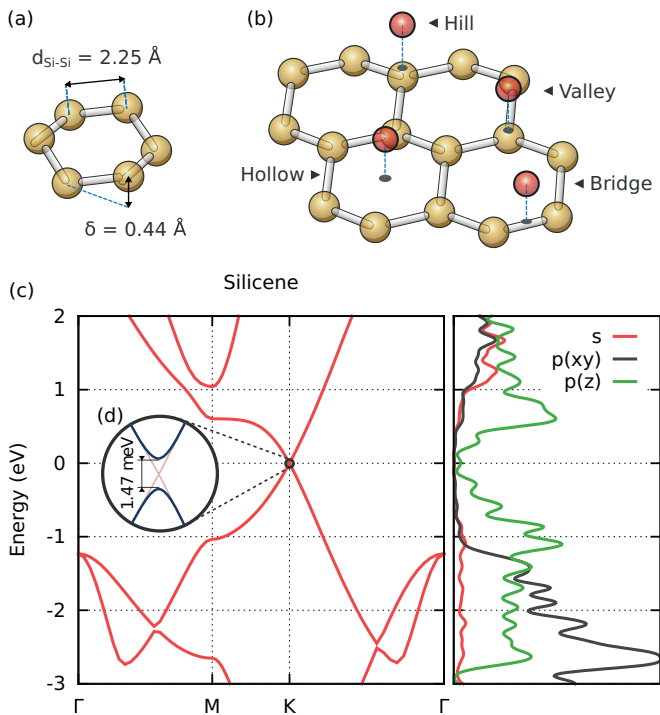 (a)
d_Si-Si = 2.25 Å
δ = 0.44 Å
(b)
Hill
Valley
Hollow
Bridge
Silicene
(c)
Energy (eV)
2
1
0
-1
-2
-3
Γ
M
K
Γ
(d)
1.47 meV
s
p(xy)
p(z)